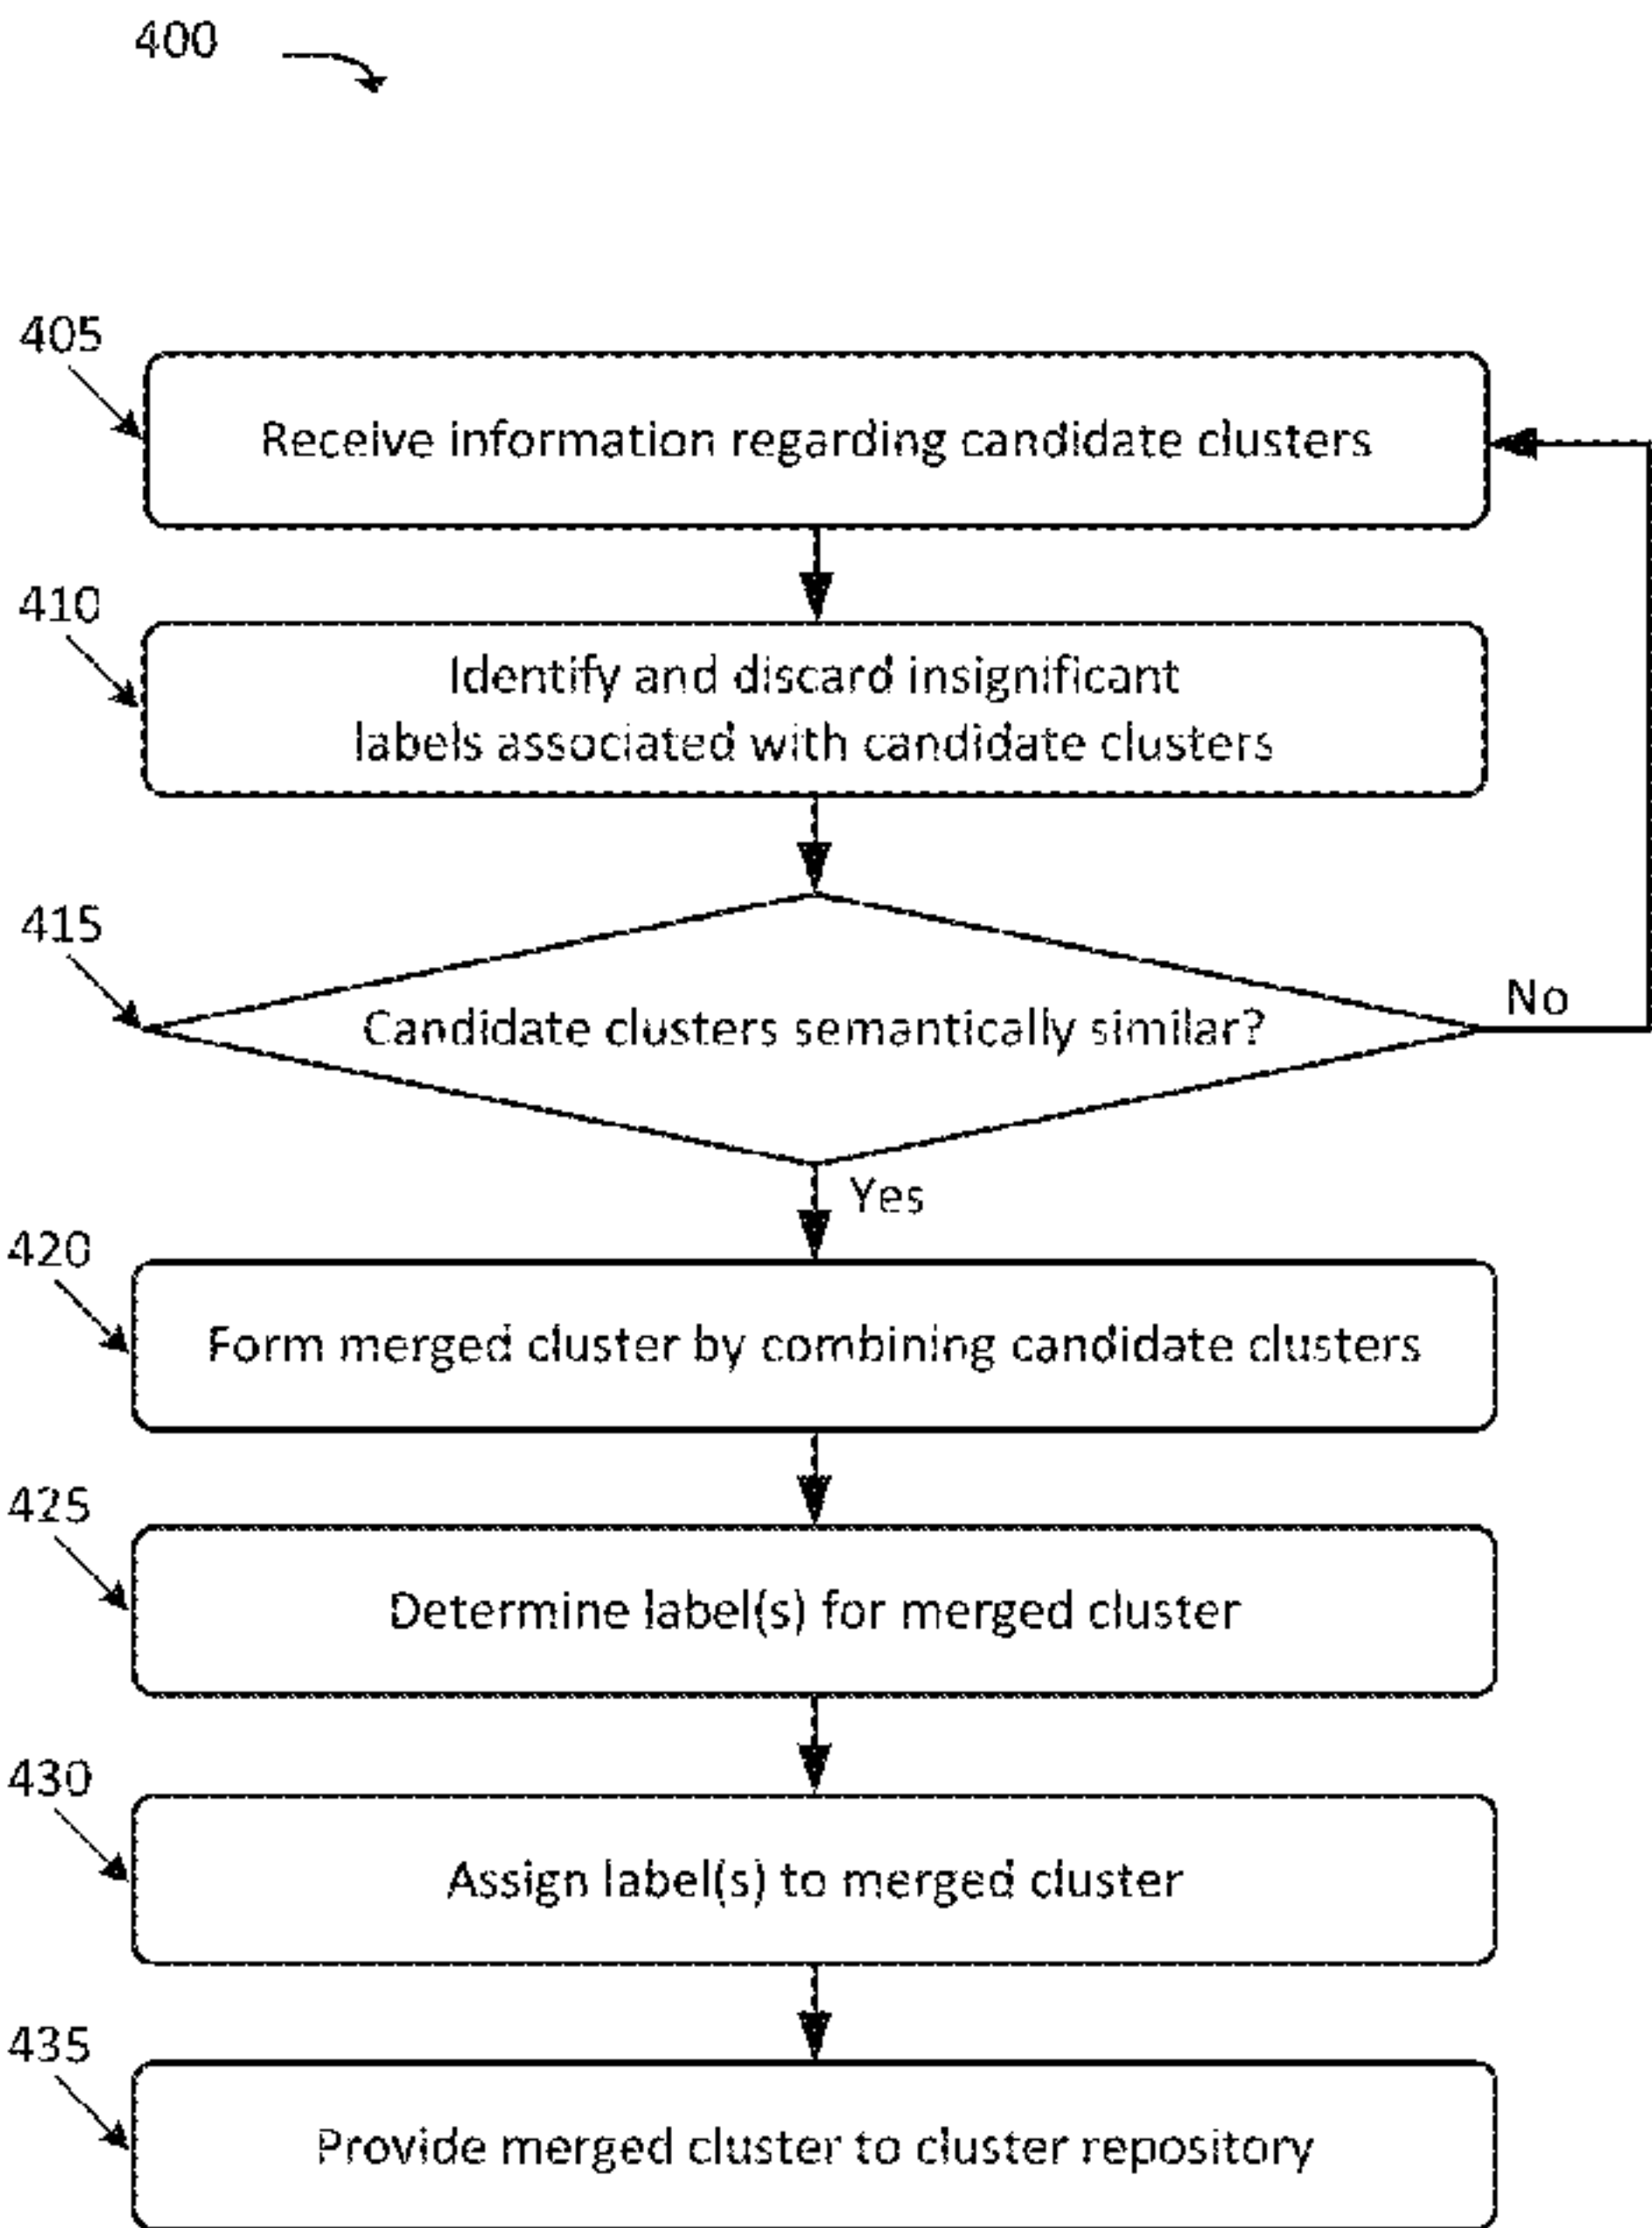 400
405
Receive information regarding candidate clusters
410
Identify and discard insignificant
labels associated with candidate clusters
415
Candidate clusters semantically similar?
No
Yes
420
Form merged cluster by combining candidate clusters
425
Determine label(s) for merged cluster
430
Assign label(s) to merged cluster
435
Provide merged cluster to cluster repository